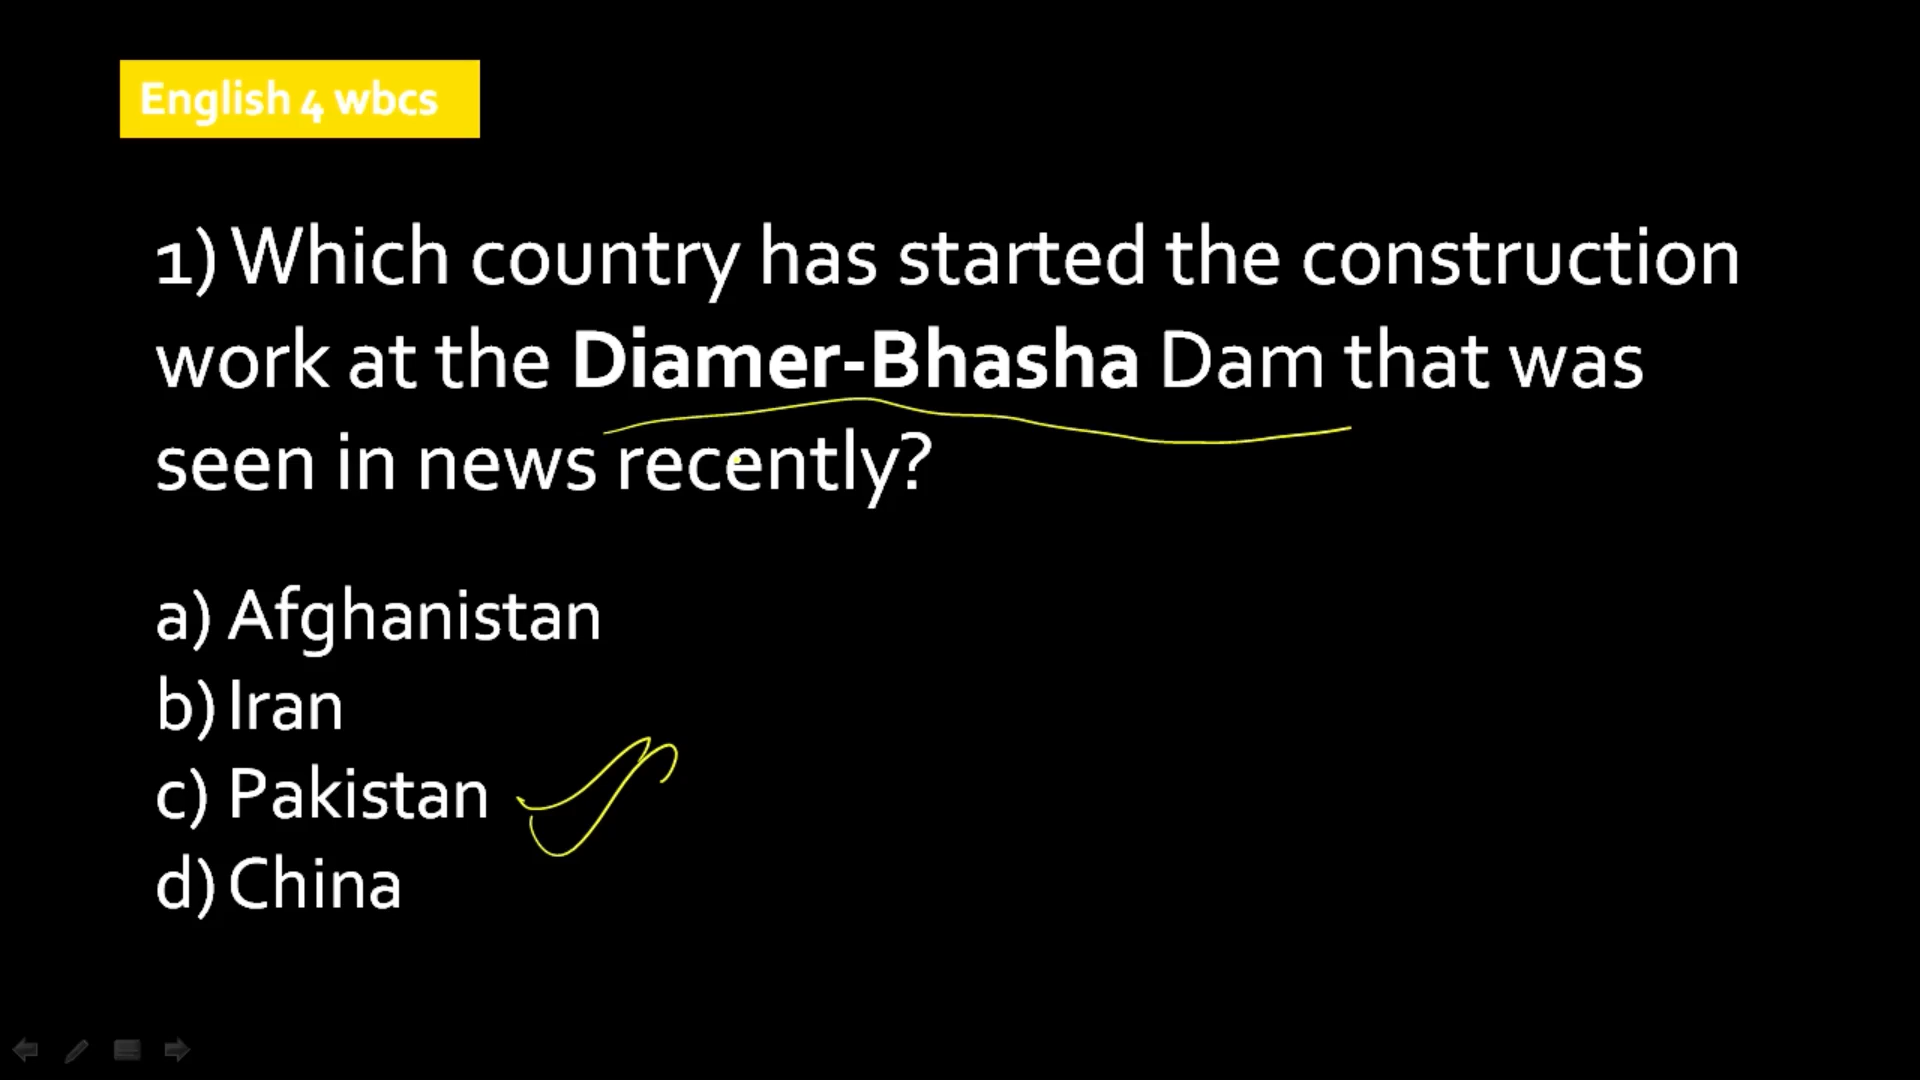 English 4 wbcs
1) Which country has started the construction
work at the Diamer-Bhasha Dam that was
seen in news recently?
a) Afghanistan
b) Iran
c) Pakistan
d) China